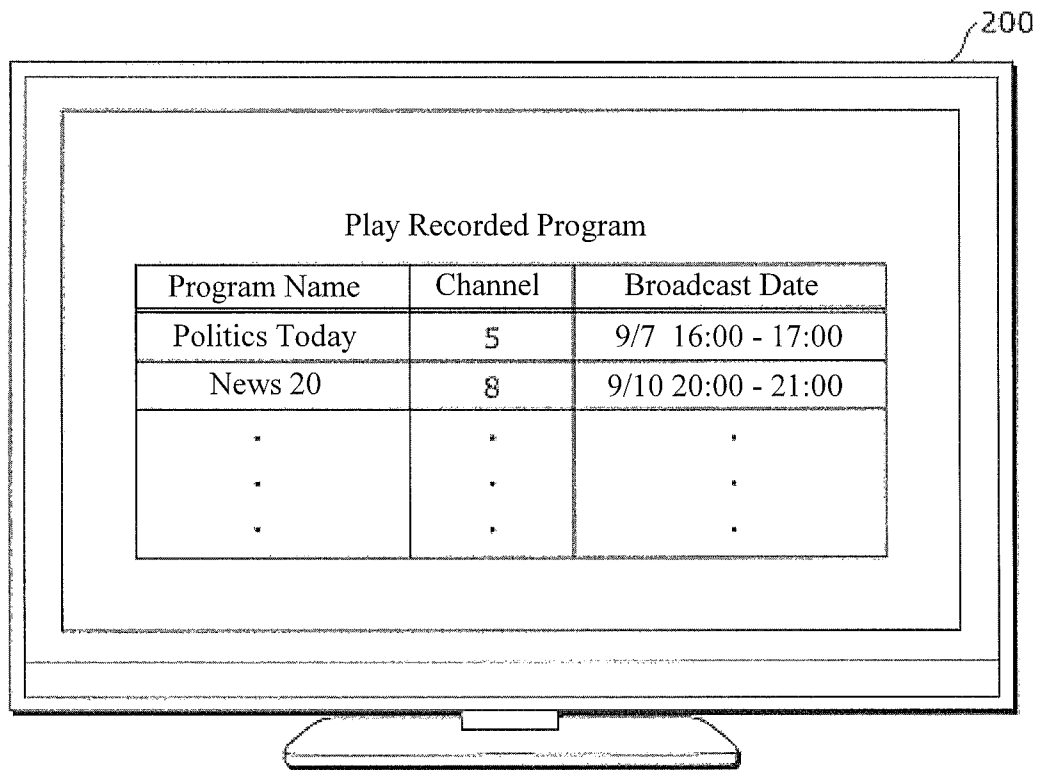 200
Play Recorded Program
Program Name Channel Broadcast Date
Politics Today 5 9/7 16:00 - 17:00
News 20 8 9/10 20:00 - 21:00